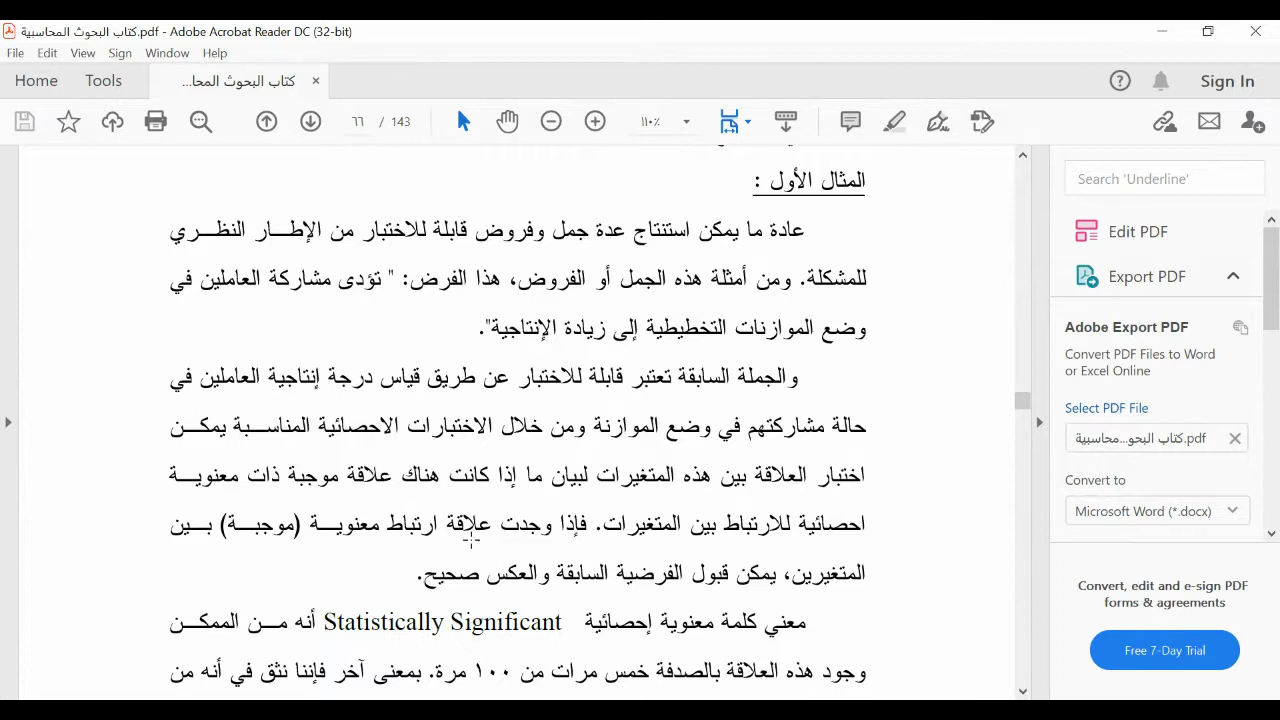 كتاب البحوث المحاسبية.pdf - Adobe Acrobat Reader DC (32-bit)
File Edit View Sign Window Help
Home Tools كتاب البحوث المحا... × Sign In
٦٦ / 143 ١١٠٪
المثال الأول :
عادة ما يمكن استنتاج عدة جمل وفروض قابلة للاختبار من الإطـــار النظـــري
للمشكلة. ومن أمثلة هذه الجمل أو الفروض، هذا الفرض: " تؤدى مشاركة العاملين في
وضع الموازنات التخطيطية إلى زيادة الإنتاجية".
والجملة السابقة تعتبر قابلة للاختبار عن طريق قياس درجة إنتاجية العاملين في
حالة مشاركتهم في وضع الموازنة ومن خلال الاختبارات الاحصائية المناســبة يمكــن
اختبار العلاقة بين هذه المتغيرات لبيان ما إذا كانت هناك علاقة موجبة ذات معنويـــة
احصائية للارتباط بين المتغيرات. فإذا وجدت علاقة ارتباط معنويـــة (موجبـــة) بـــين
المتغيرين، يمكن قبول الفرضية السابقة والعكس صحيح.
معني كلمة معنوية إحصائية Statistically Significant أنه مـــن الممكـــن
وجود هذه العلاقة بالصدفة خمس مرات من ١٠٠ مرة. بمعنى آخر فإننا نثق في أنه من
Search 'Underline'
Edit PDF
Export PDF
Adobe Export PDF
Convert PDF Files to Word
or Excel Online
Select PDF File
كتاب البحو...محاسبية.pdf
Convert to
Microsoft Word (*.docx)
Convert, edit and e-sign PDF
forms & agreements
Free 7-Day Trial